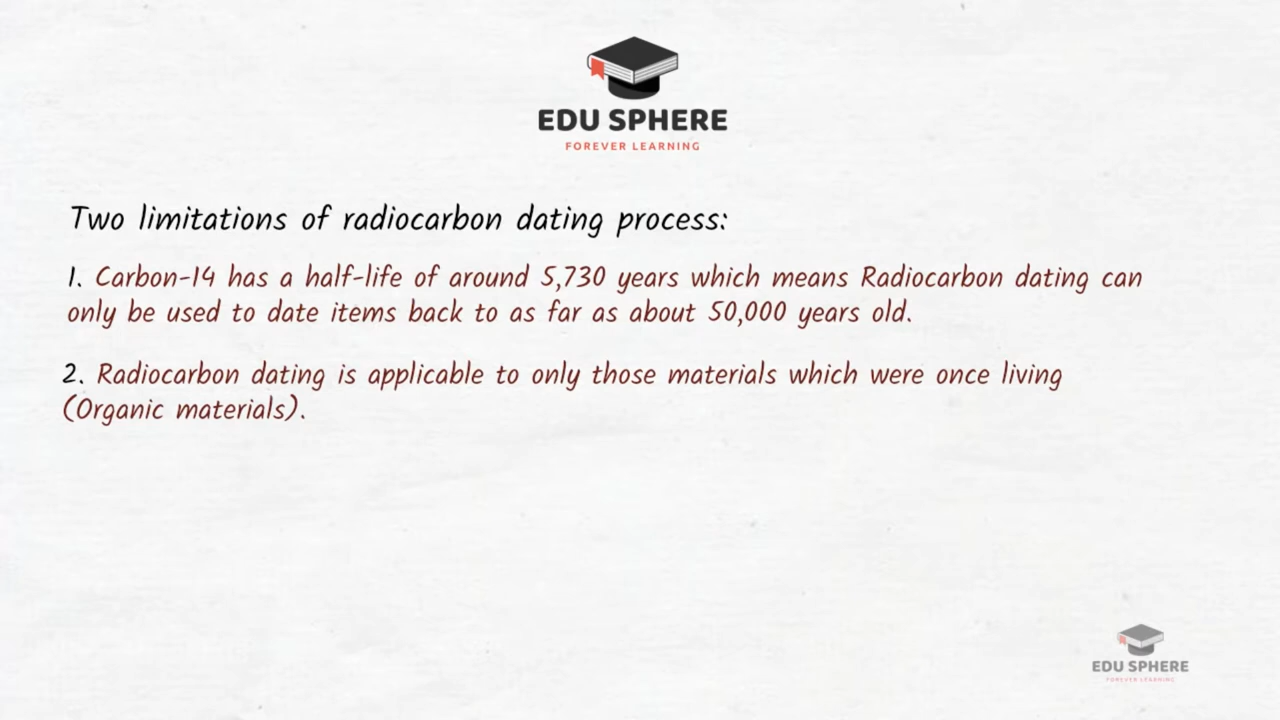 EDU SPHERE
FOREVER LEARNING
Two limitations of radiocarbon dating process:
1. Carbon-14 has a half-life of around 5,730 years which means Radiocarbon dating can
only be used to date items back to as far as about 50,000 years old.
2. Radiocarbon dating is applicable to only those materials which were once living
(Organic materials).
EDU SPHERE
FOREVER LEARNING